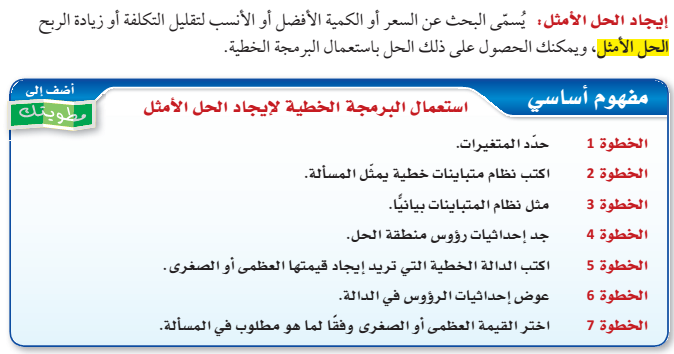 إيجاد الحل الأمثل: يُسمّى البحث عن السعر أو الكمية الأفضل أو الأنسب لتقليل التكلفة أو زيادة الربح
الحل الأمثل، ويمكنك الحصول على ذلك الحل باستعمال البرمجة الخطية.
مفهوم أساسي
استعمال البرمجة الخطية لإيجاد الحل الأمثل
أضف إلى
مطويتك
الخطوة 1 حدّد المتغيرات.
الخطوة 2 اكتب نظام متباينات خطية يمثّل المسألة.
الخطوة 3 مثل نظام المتباينات بيانيًّا.
الخطوة 4 جد إحداثيات رؤوس منطقة الحل.
الخطوة 5 اكتب الدالة الخطية التي تريد إيجاد قيمتها العظمى أو الصغرى.
الخطوة 6 عوض إحداثيات الرؤوس في الدالة.
الخطوة 7 اختر القيمة العظمى أو الصغرى وفقًا لما هو مطلوب في المسألة.